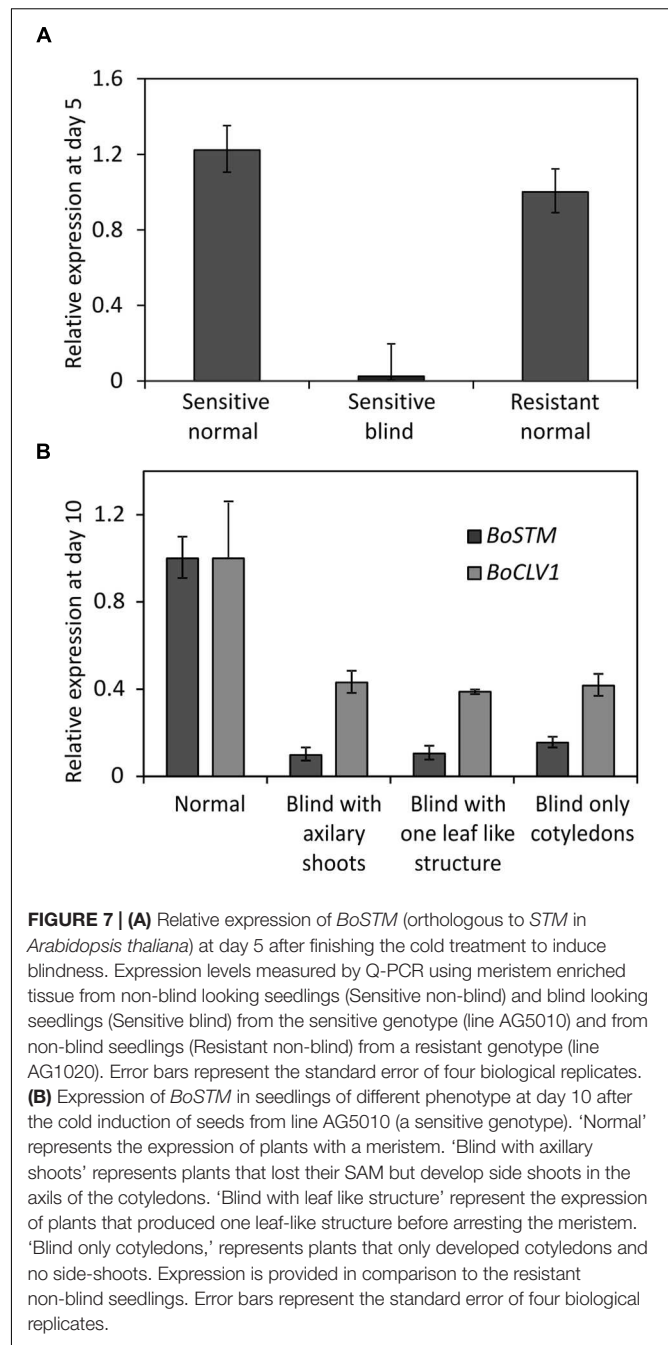 A
Relative expression at day 5
1.6
1.2
0.8
0.4
0
Sensitive normal
Sensitive blind
Resistant normal
B
Relative expression at day 10
1.2
0.8
0.4
0
BoSTM
BoCLV1
Normal
Blind with axilary shoots
Blind with one leaf like structure
Blind only cotyledons
FIGURE 7 | (A) Relative expression of BoSTM (orthologous to STM in
Arabidopsis thaliana) at day 5 after finishing the cold treatment to induce
blindness. Expression levels measured by Q-PCR using meristem enriched
tissue from non-blind looking seedlings (Sensitive non-blind) and blind looking
seedlings (Sensitive blind) from the sensitive genotype (line AG5010) and from
non-blind seedlings (Resistant non-blind) from a resistant genotype (line
AG1020). Error bars represent the standard error of four biological replicates.
(B) Expression of BoSTM in seedlings of different phenotype at day 10 after
the cold induction of seeds from line AG5010 (a sensitive genotype). ‘Normal’
represents the expression of plants with a meristem. ‘Blind with axillary
shoots’ represents plants that lost their SAM but develop side shoots in the
axils of the cotyledons. ‘Blind with leaf like structure’ represent the expression
of plants that produced one leaf-like structure before arresting the meristem.
‘Blind only cotyledons,’ represents plants that only developed cotyledons and
no side-shoots. Expression is provided in comparison to the resistant
non-blind seedlings. Error bars represent the standard error of four biological
replicates.